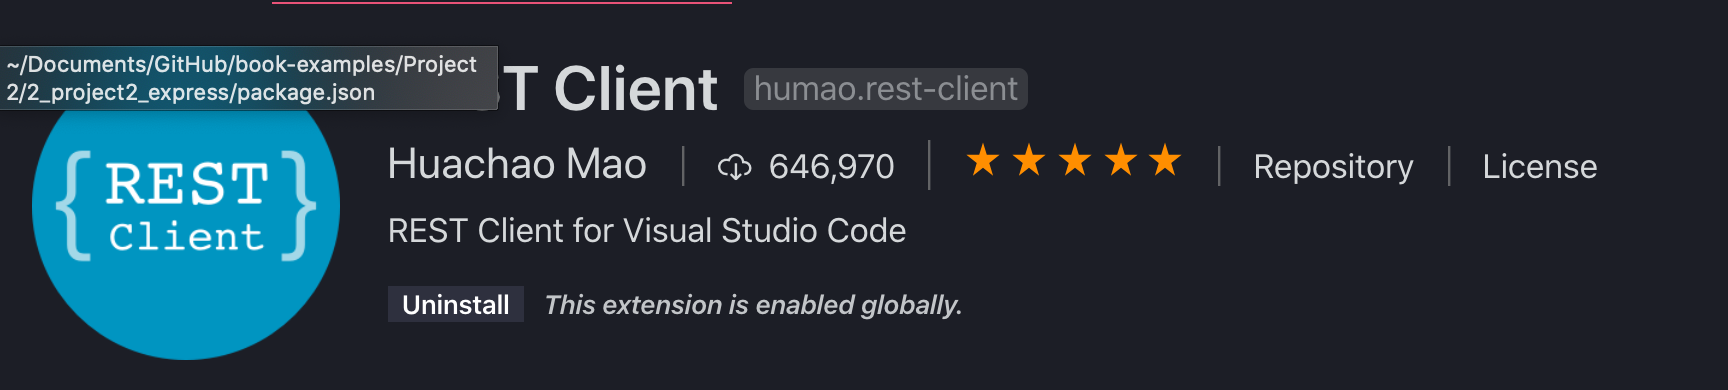 ~/Documents/GitHub/book-examples/Project
2/2_project2_express/package.json
ST Client humao.rest-client
Huachao Mao | 646,970 | ★★★★★ | Repository | License
REST Client for Visual Studio Code
Uninstall This extension is enabled globally.
{REST
Client}